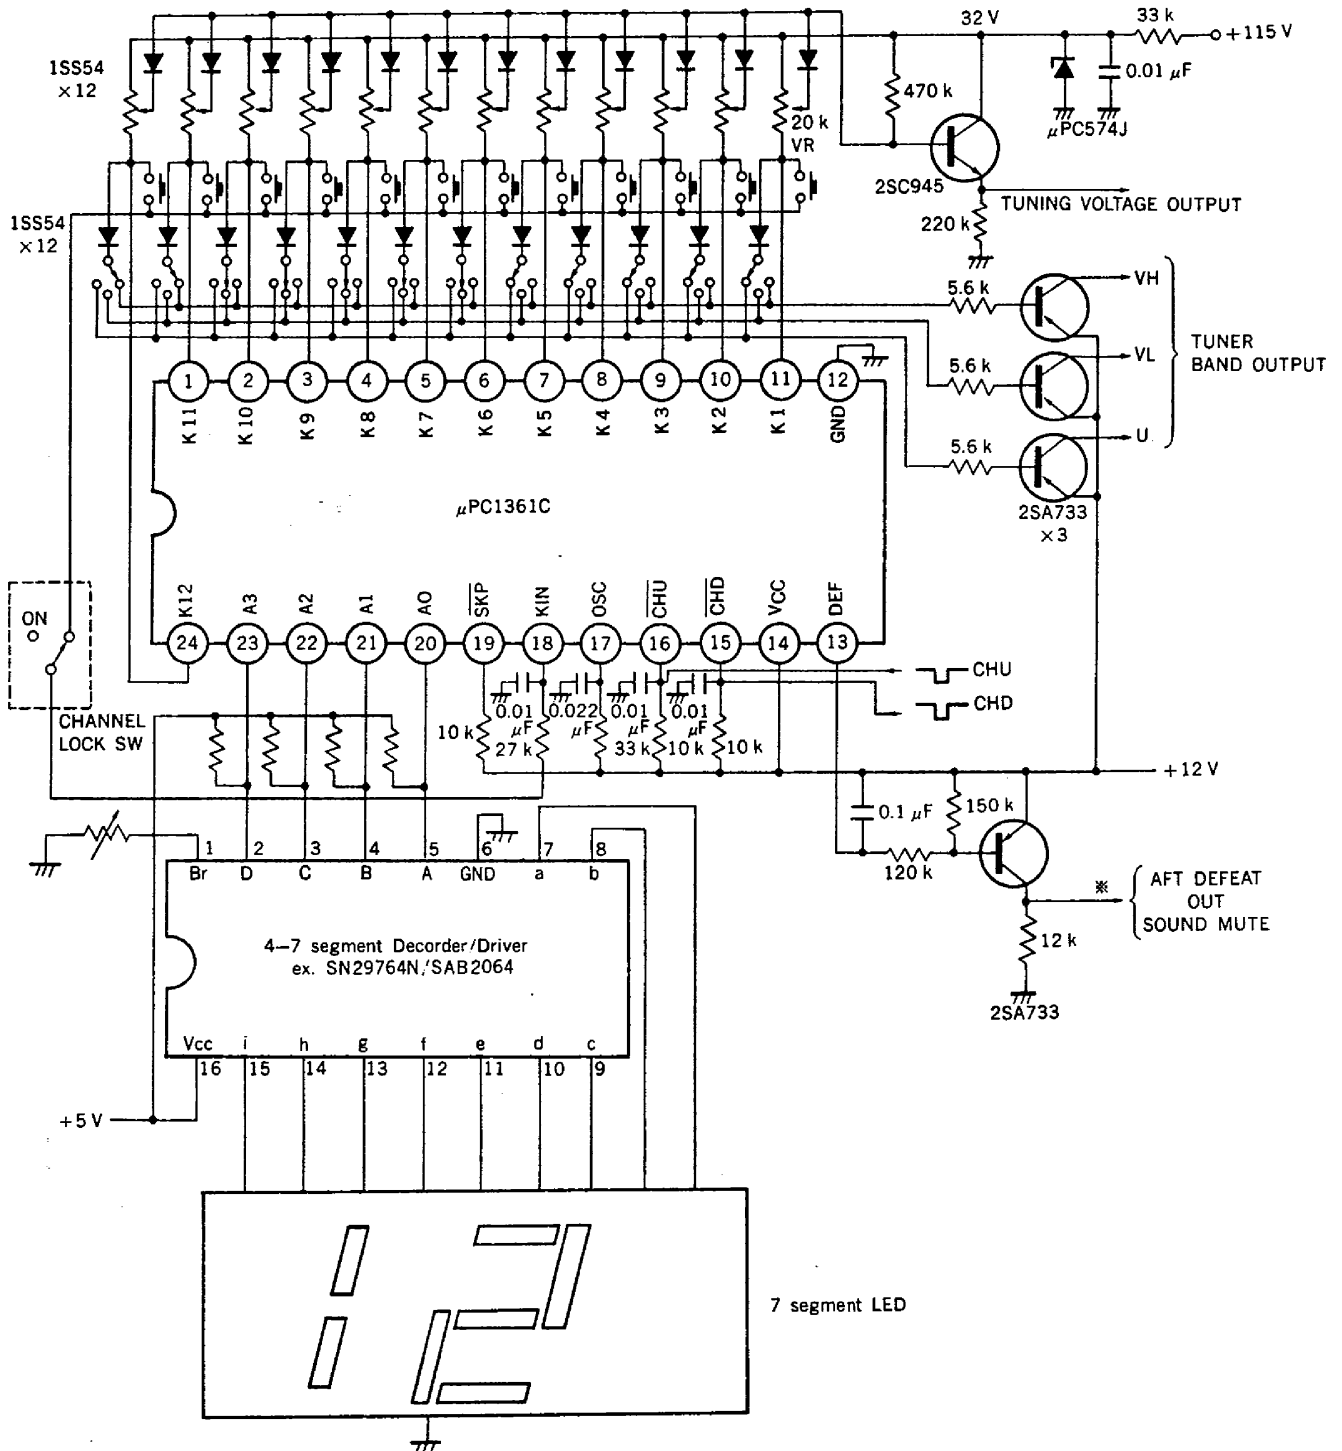 32 V
33 k
+115 V
1SS54
×12
470 k
0.01 μF
μPC574J
20 k
VR
2SC945
TUNING VOLTAGE OUTPUT
220 k
1SS54
×12
5.6 k
VH
5.6 k
VL
TUNER
BAND OUTPUT
5.6 k
U
2SA733
×3
1 2 3 4 5 6 7 8 9 10 11 12
K11 K10 K9 K8 K7 K6 K5 K4 K3 K2 K1 GND
μPC1361C
K12 A3 A2 A1 A0 SKP KIN OSC CHU CHD VCC DEF
24 23 22 21 20 19 18 17 16 15 14 13
ON
CHANNEL
LOCK SW
CHU
CHD
10 k
0.01
μF
27 k
0.022
μF
33 k
0.01
μF
10 k
0.01
μF
10 k
+12 V
0.1 μF
150 k
120 k
※
AFT DEFEAT
OUT
SOUND MUTE
12 k
2SA733
1 2 3 4 5 6 7 8
Br D C B A GND a b
4–7 segment Decorder/Driver
ex. SN29764N/SAB2064
Vcc i h g f e d c
16 15 14 13 12 11 10 9
+5 V
12
7 segment LED